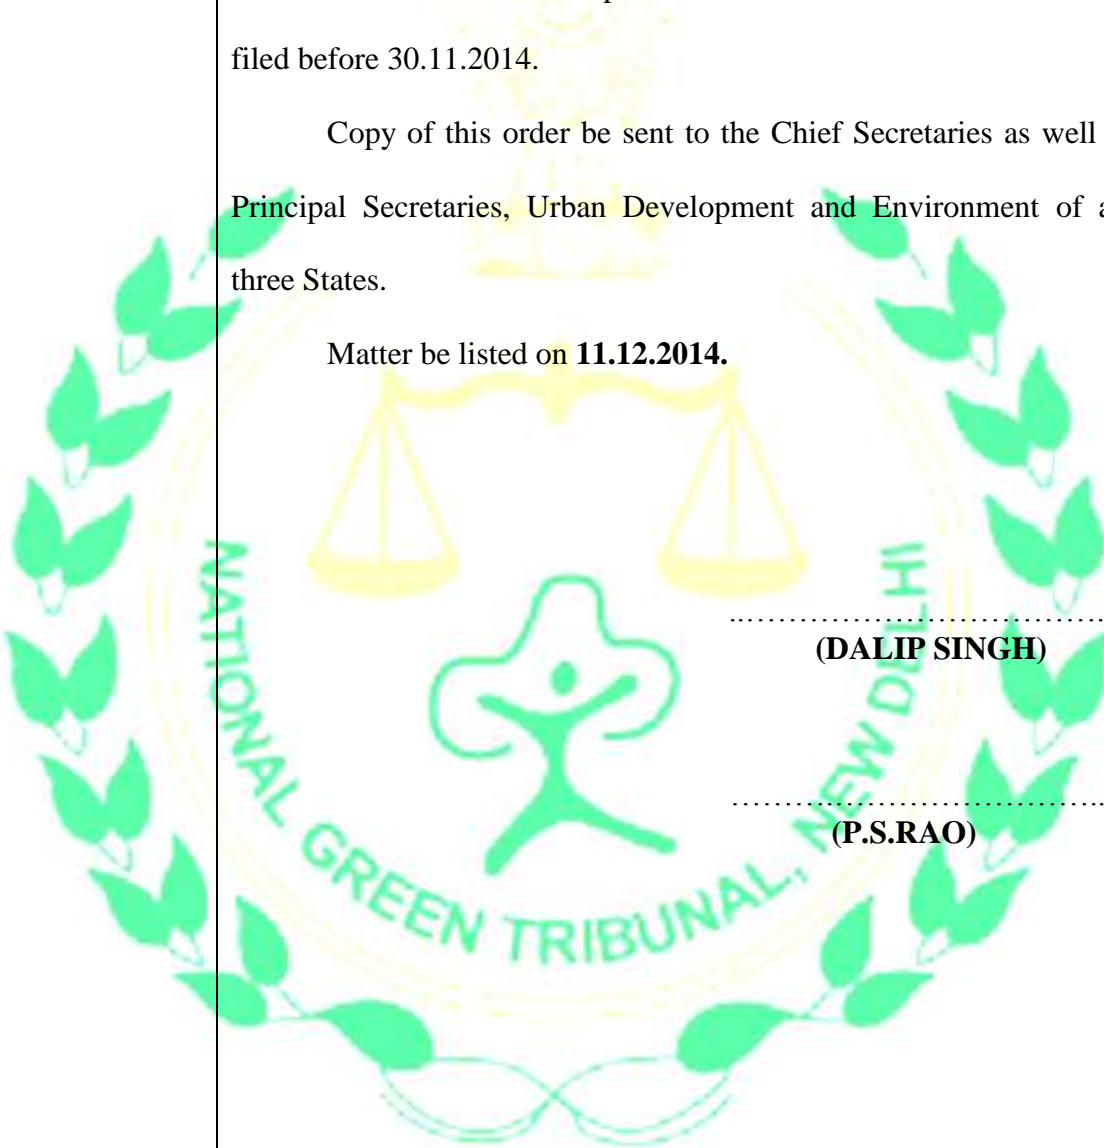 filed before 30.11.2014.
Copy of this order be sent to the Chief Secretaries as well
Principal Secretaries, Urban Development and Environment of
three States.
Matter be listed on 11.12.2014.
..……………………………..
(DALIP SINGH)
………..……………………..
(P.S.RAO)
NATIONAL GREEN TRIBUNAL, NEW DELHI